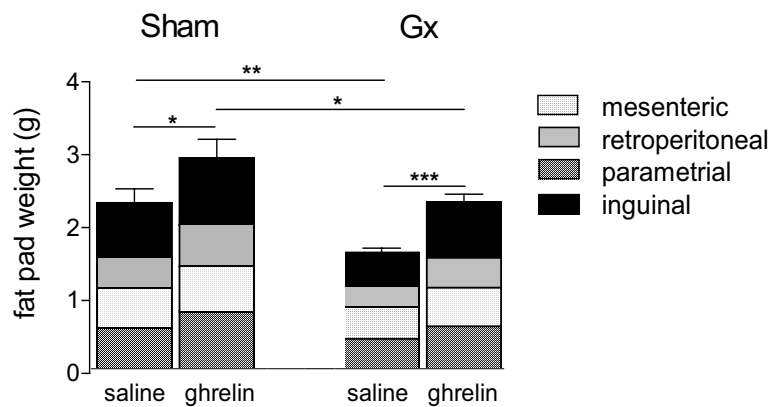 Sham Gx
**
*
*
***
fat pad weight (g)
4
3
2
1
0
saline ghrelin saline ghrelin
mesenteric
retroperitoneal
parametrial
inguinal